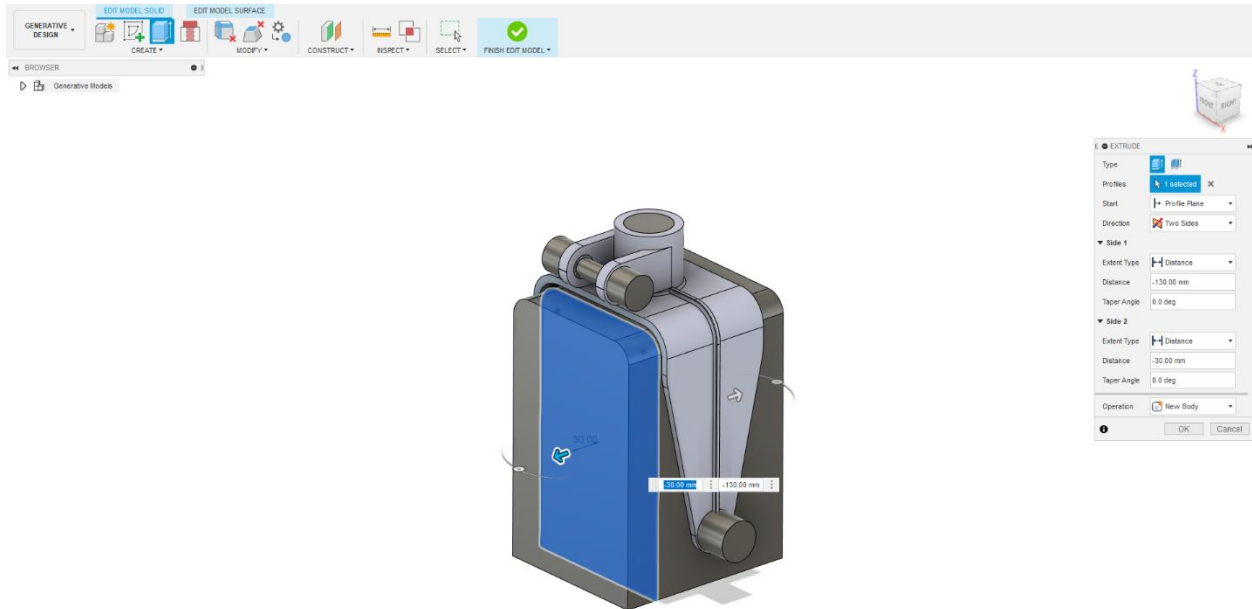 EDIT MODEL SOLID EDIT MODEL SURFACE
GENERATIVE
DESIGN
CREATE MODIFY CONSTRUCT INSPECT SELECT FINISH EDIT MODEL
BROWSER
Generative Models
Z
FRONT RIGHT
X
EXTRUDE
Type
Profiles 1 selected
Start Profile Plane
Direction Two Sides
Side 1
Extent Type Distance
Distance -130.00 mm
Taper Angle 0.0 deg
Side 2
Extent Type Distance
Distance -30.00 mm
Taper Angle 0.0 deg
Operation New Body
OK Cancel
30.00
-30.00 mm -130.00 mm